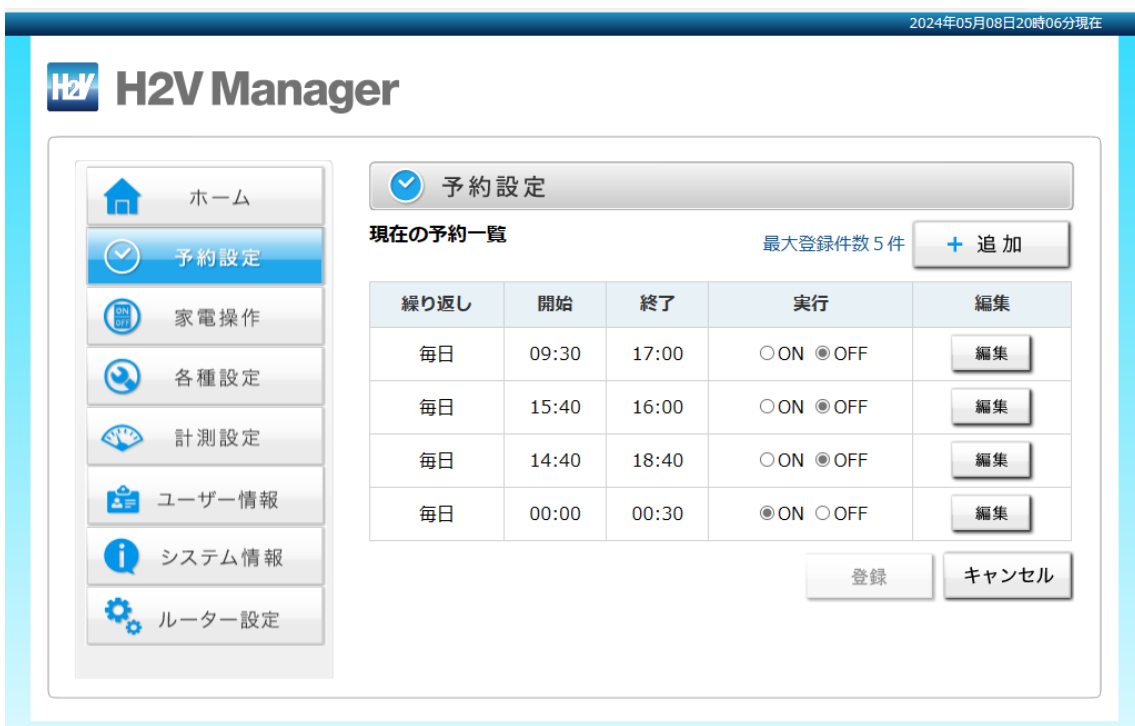 2024年05月08日20時06分現在
H2V H2V Manager
ホーム
予約設定
家電操作
各種設定
計測設定
ユーザー情報
システム情報
ルーター設定
予約設定
現在の予約一覧 最大登録件数5件 + 追加
繰り返し 開始 終了 実行 編集
毎日 09:30 17:00 ON OFF 編集
毎日 15:40 16:00 ON OFF 編集
毎日 14:40 18:40 ON OFF 編集
毎日 00:00 00:30 ON OFF 編集
登録 キャンセル